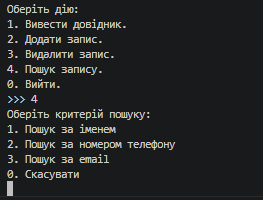 Оберіть дію:
1. Вивести довідник.
2. Додати запис.
3. Видалити запис.
4. Пошук запису.
0. Вийти.
>>> 4
Оберіть критерій пошуку:
1. Пошук за іменем
2. Пошук за номером телефону
3. Пошук за email
0. Скасувати